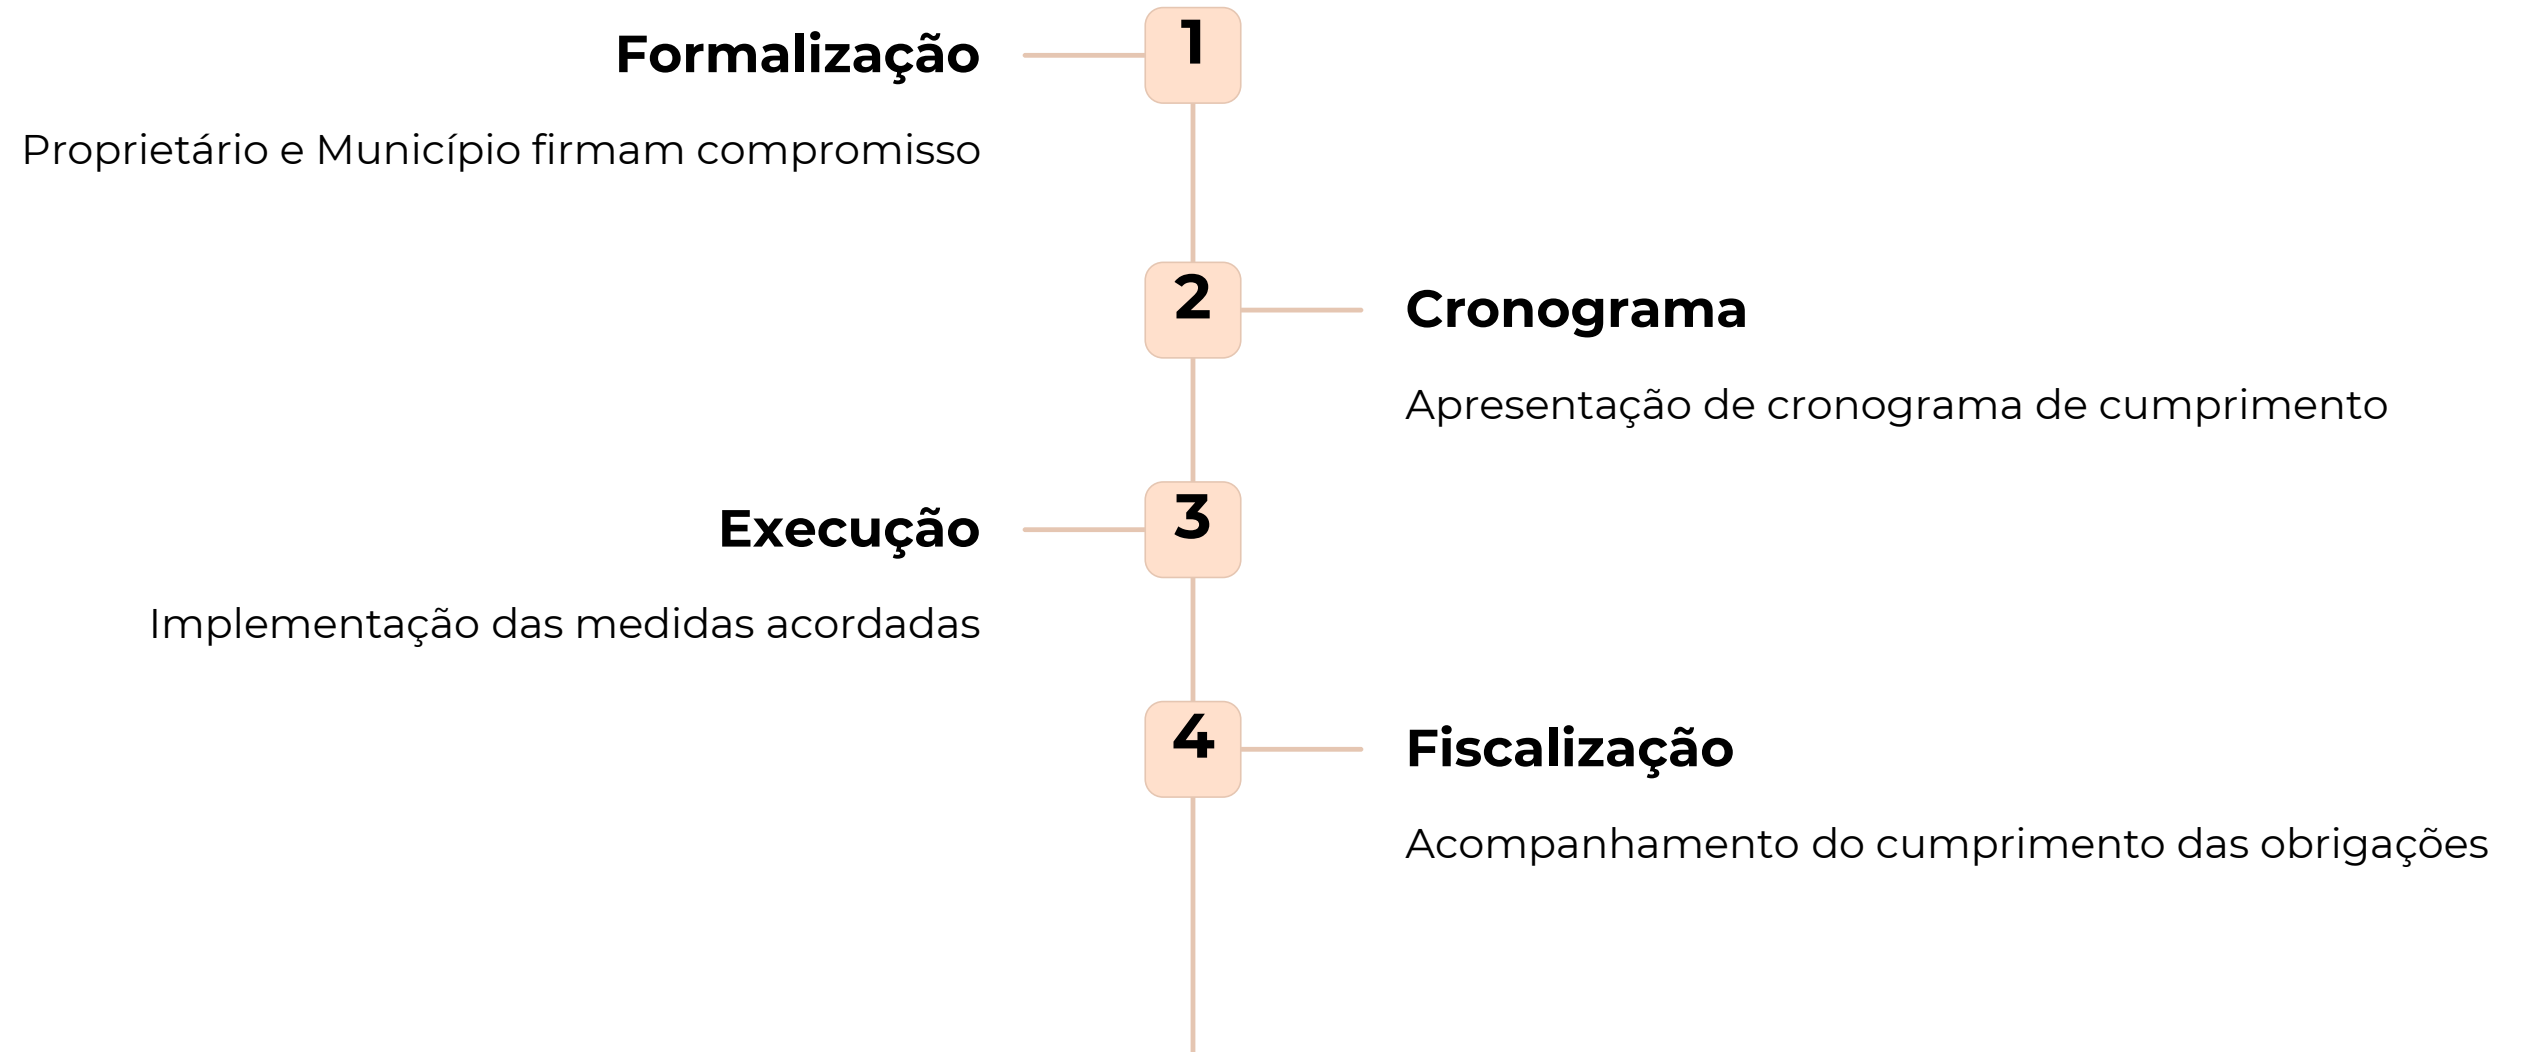 1
Formalização
Proprietário e Município firmam compromisso
2
Cronograma
Apresentação de cronograma de cumprimento
3
Execução
Implementação das medidas acordadas
4
Fiscalização
Acompanhamento do cumprimento das obrigações